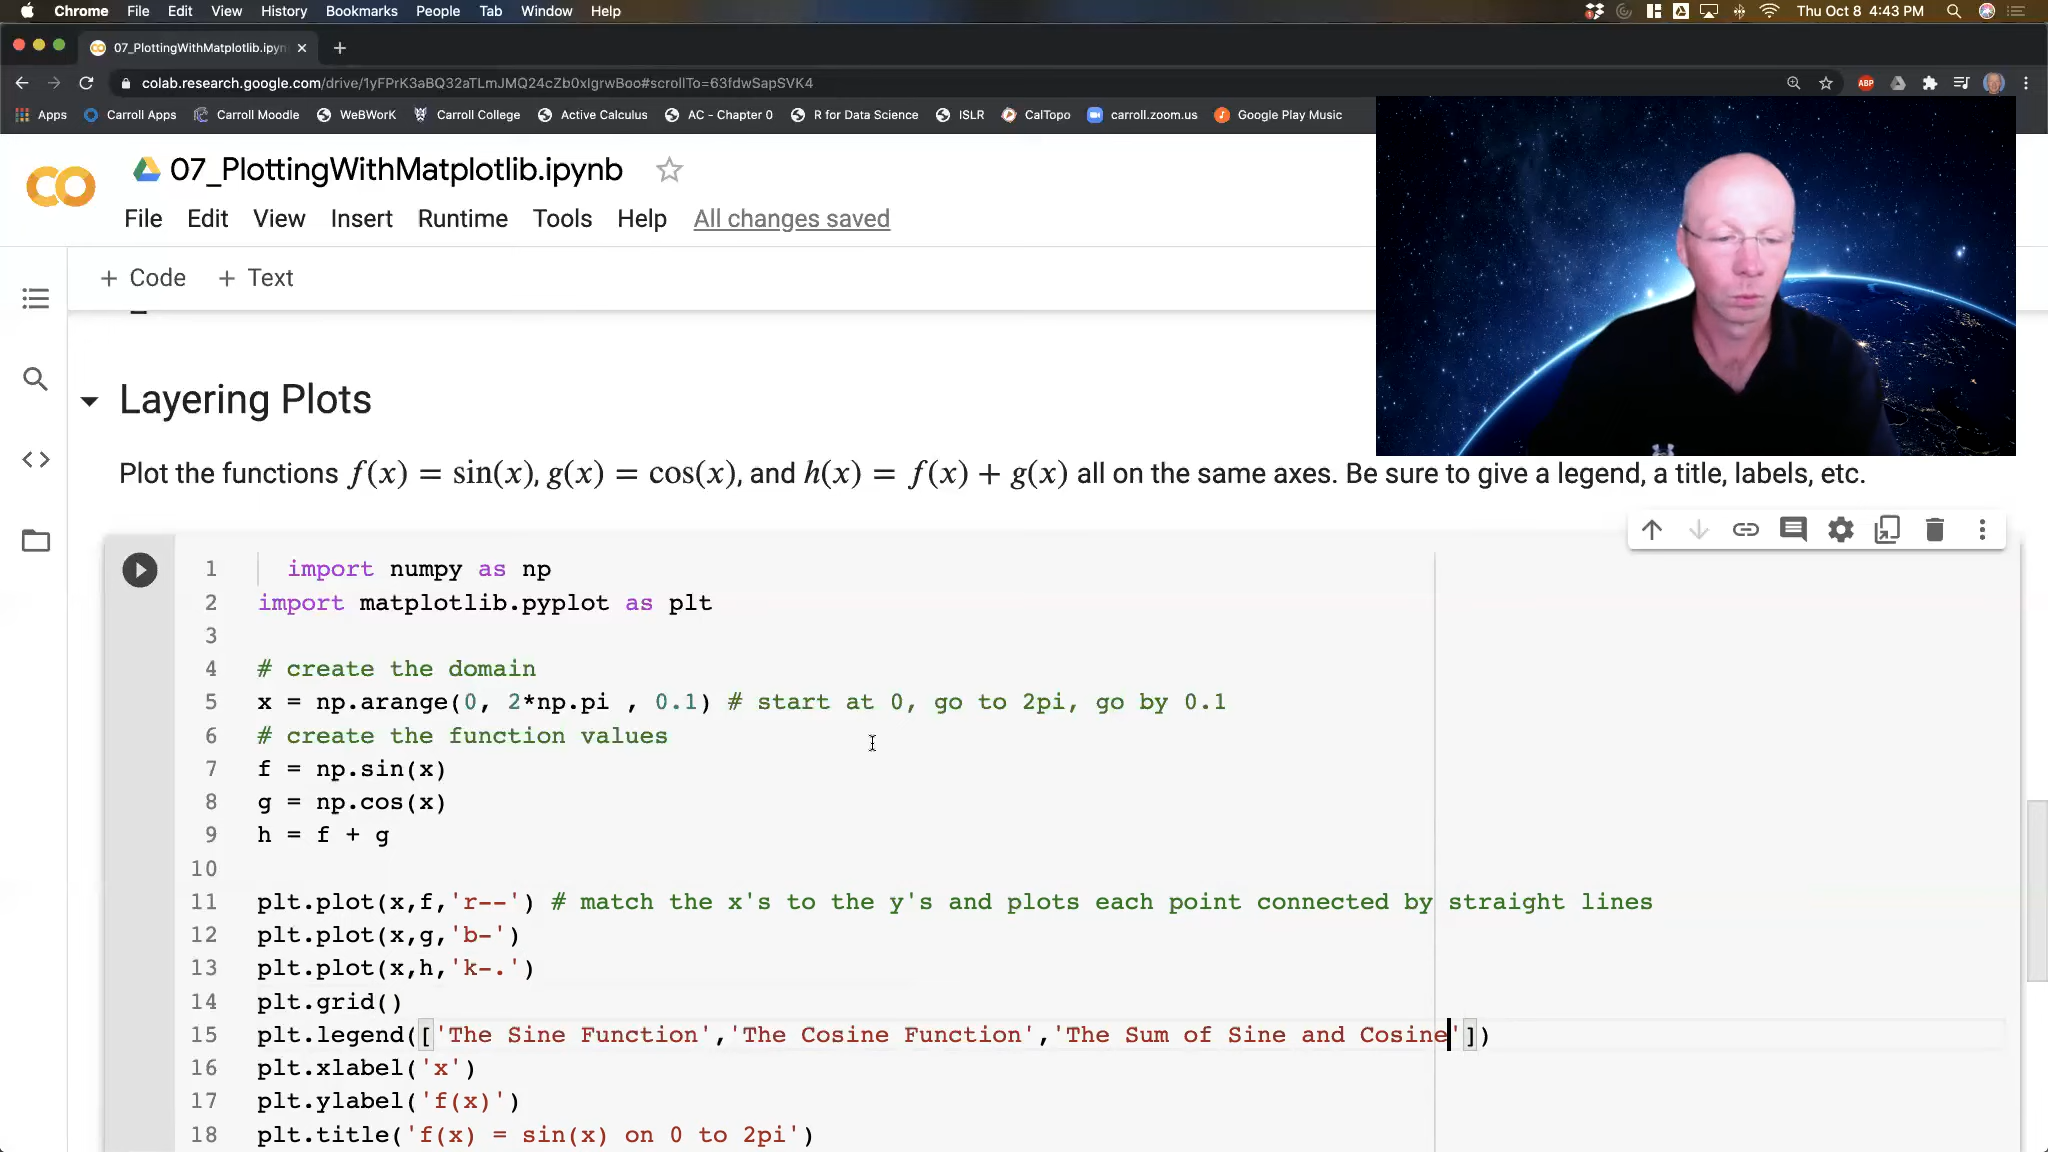 Chrome File Edit View History Bookmarks People Tab Window Help Thu Oct 8 4:43 PM
07_PlottingWithMatplotlib.ipyn
colab.research.google.com/drive/1yFPrK3aBQ32aTLmJMQ24cZb0xIgrwBoo#scrollTo=63fdwSapSVK4 ABP
Apps Carroll Apps Carroll Moodle WeBWorK Carroll College Active Calculus AC - Chapter 0 R for Data Science ISLR CalTopo carroll.zoom.us Google Play Music
07_PlottingWithMatplotlib.ipynb
File Edit View Insert Runtime Tools Help All changes saved
+ Code + Text
Layering Plots
Plot the functions f(x) = sin(x), g(x) = cos(x), and h(x) = f(x) + g(x) all on the same axes. Be sure to give a legend, a title, labels, etc.
1 import numpy as np
2 import matplotlib.pyplot as plt
3
4 # create the domain
5 x = np.arange(0, 2*np.pi , 0.1) # start at 0, go to 2pi, go by 0.1
6 # create the function values
7 f = np.sin(x)
8 g = np.cos(x)
9 h = f + g
10
11 plt.plot(x,f,'r--') # match the x's to the y's and plots each point connected by straight lines
12 plt.plot(x,g,'b-')
13 plt.plot(x,h,'k-.')
14 plt.grid()
15 plt.legend(['The Sine Function','The Cosine Function','The Sum of Sine and Cosine'])
16 plt.xlabel('x')
17 plt.ylabel('f(x)')
18 plt.title('f(x) = sin(x) on 0 to 2pi')